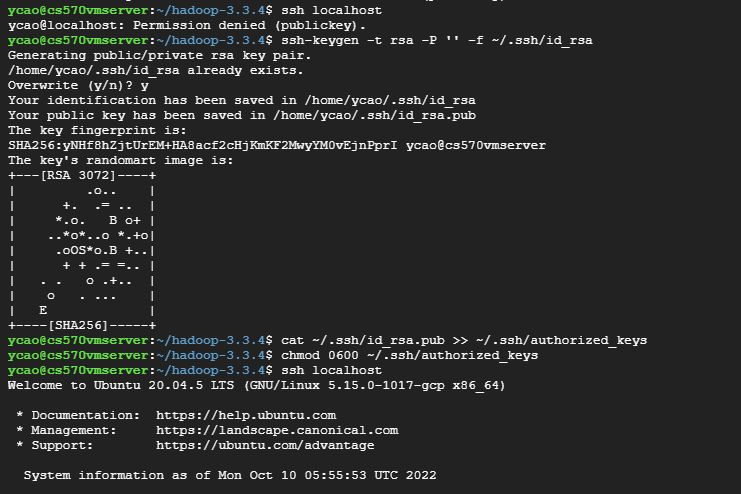 ycao@cs570vmserver:~/hadoop-3.3.4$ ssh localhost
ycao@localhost: Permission denied (publickey).
ycao@cs570vmserver:~/hadoop-3.3.4$ ssh-keygen -t rsa -P '' -f ~/.ssh/id_rsa
Generating public/private rsa key pair.
/home/ycao/.ssh/id_rsa already exists.
Overwrite (y/n)? y
Your identification has been saved in /home/ycao/.ssh/id_rsa
Your public key has been saved in /home/ycao/.ssh/id_rsa.pub
The key fingerprint is:
SHA256:yNHf8hZjtUrEM+HA8acf2cHjKmKF2MwyYM0vEjnPprI ycao@cs570vmserver
The key's randomart image is:
+---[RSA 3072]----+
|         .o..    |
|      +.  .= ..  |
|     *.o.   B o+ |
|    ..*o*..o *.+o|
|     .oOS*o.B +..|
|      + + .= =.. |
|   . .   o .+..  |
|    o   . ...    |
|   E             |
+----[SHA256]-----+
ycao@cs570vmserver:~/hadoop-3.3.4$ cat ~/.ssh/id_rsa.pub >> ~/.ssh/authorized_keys
ycao@cs570vmserver:~/hadoop-3.3.4$ chmod 0600 ~/.ssh/authorized_keys
ycao@cs570vmserver:~/hadoop-3.3.4$ ssh localhost
Welcome to Ubuntu 20.04.5 LTS (GNU/Linux 5.15.0-1017-gcp x86_64)

 * Documentation:  https://help.ubuntu.com
 * Management:     https://landscape.canonical.com
 * Support:        https://ubuntu.com/advantage

  System information as of Mon Oct 10 05:55:53 UTC 2022